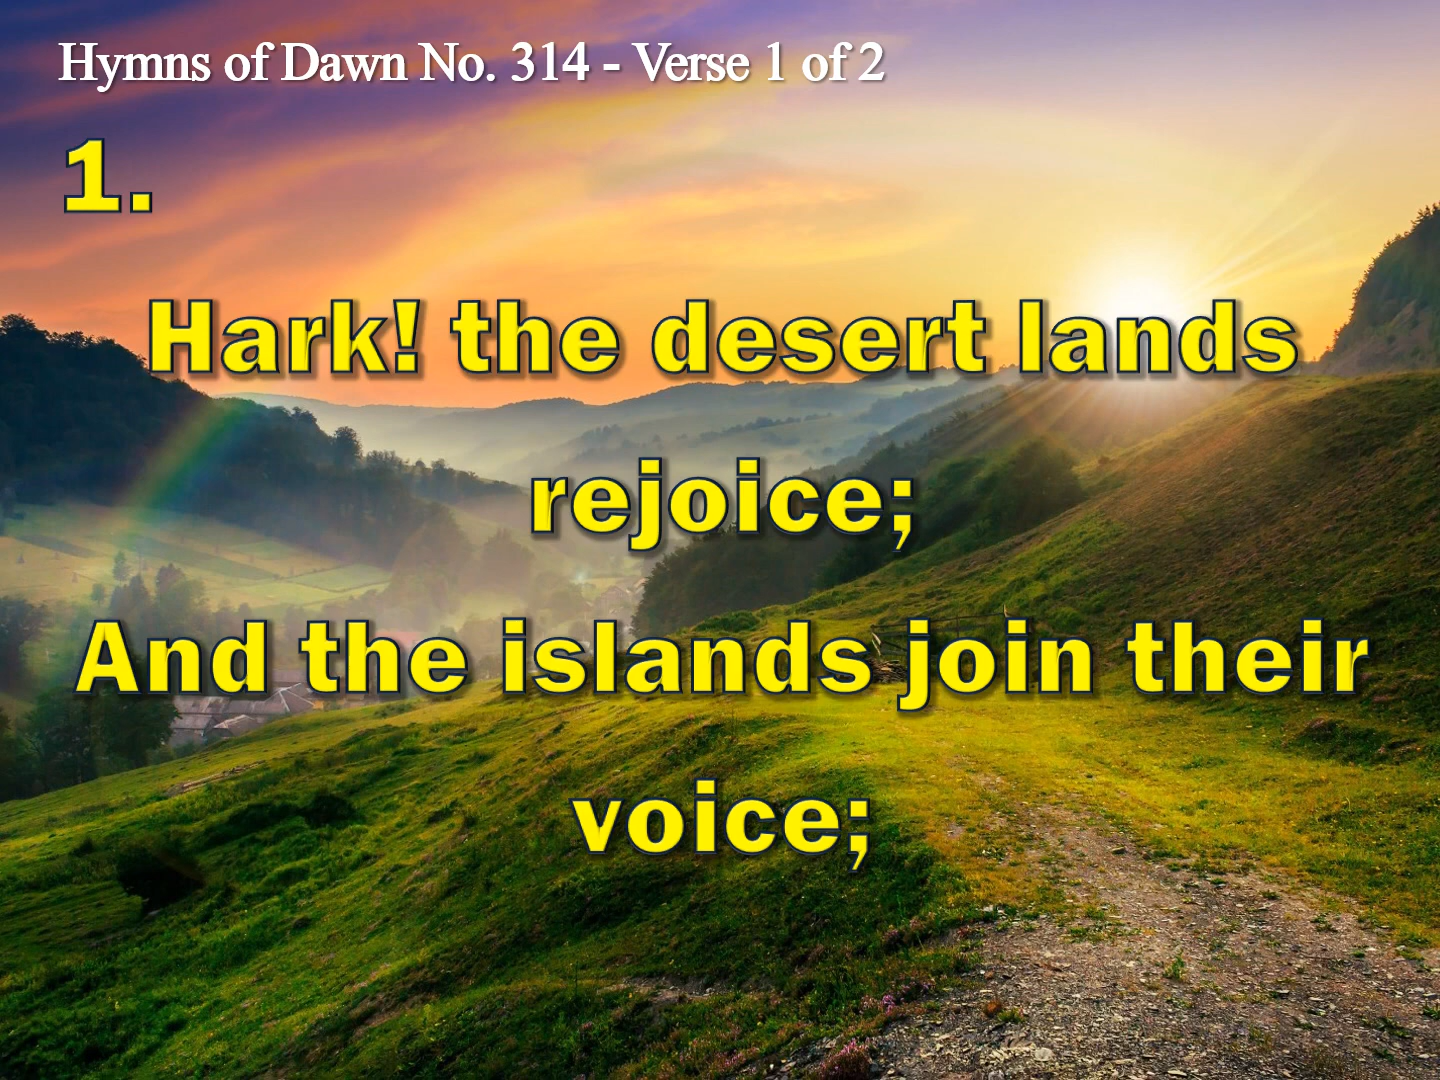 Hymns of Dawn No. 314 - Verse 1 of 2
1.
Hark! the desert lands
rejoice;
And the islands join their
voice;